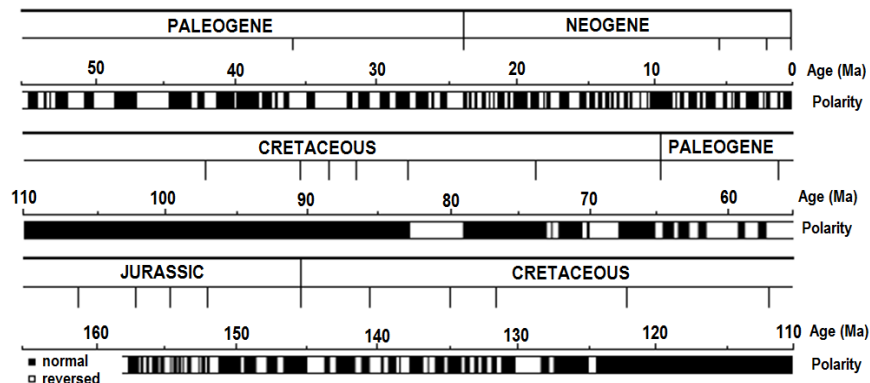 PALEOGENE NEOGENE
50 40 30 20 10 0 Age (Ma)
Polarity
CRETACEOUS PALEOGENE
110 100 90 80 70 60 Age (Ma)
Polarity
JURASSIC CRETACEOUS
160 150 140 130 120 110 Age (Ma)
normal Polarity
reversed